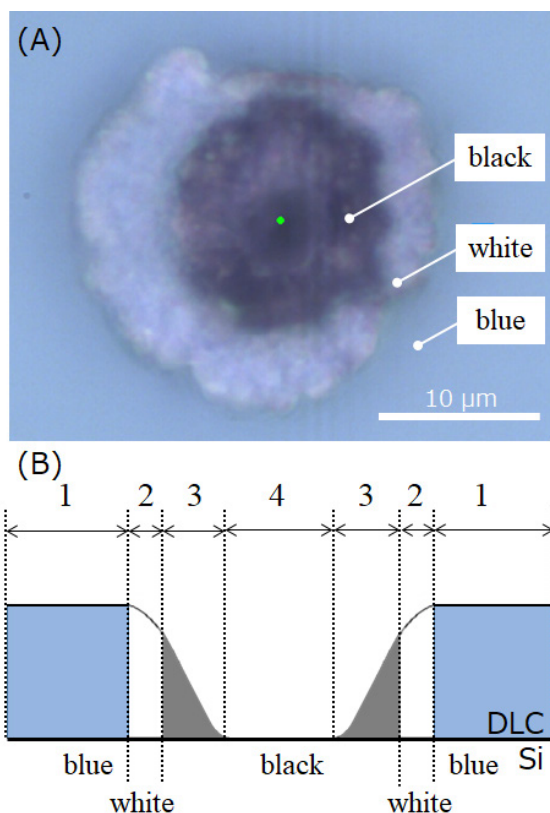 (A)
black
white
blue
10 µm
(B)
1 2 3 4 3 2 1
DLC
Si
blue black blue
white white